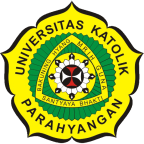 UNIVERSITAS KATOLIK
BAKUNING HYANG MRIH GUNA
SANTYAYA BHAKTI
PARAHYANGAN